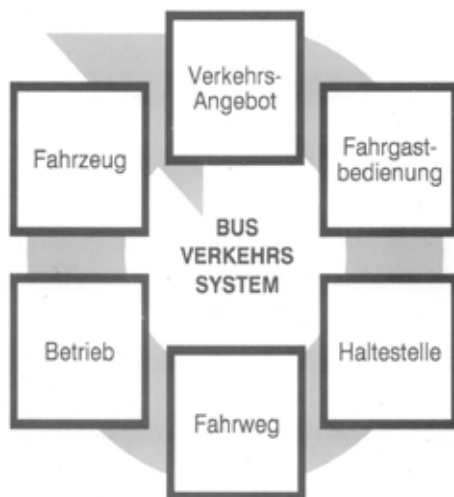 Verkehrs-
Angebot
Fahrzeug
Fahrgast-
bedienung
BUS
VERKEHRS
SYSTEM
Betrieb
Haltestelle
Fahrweg